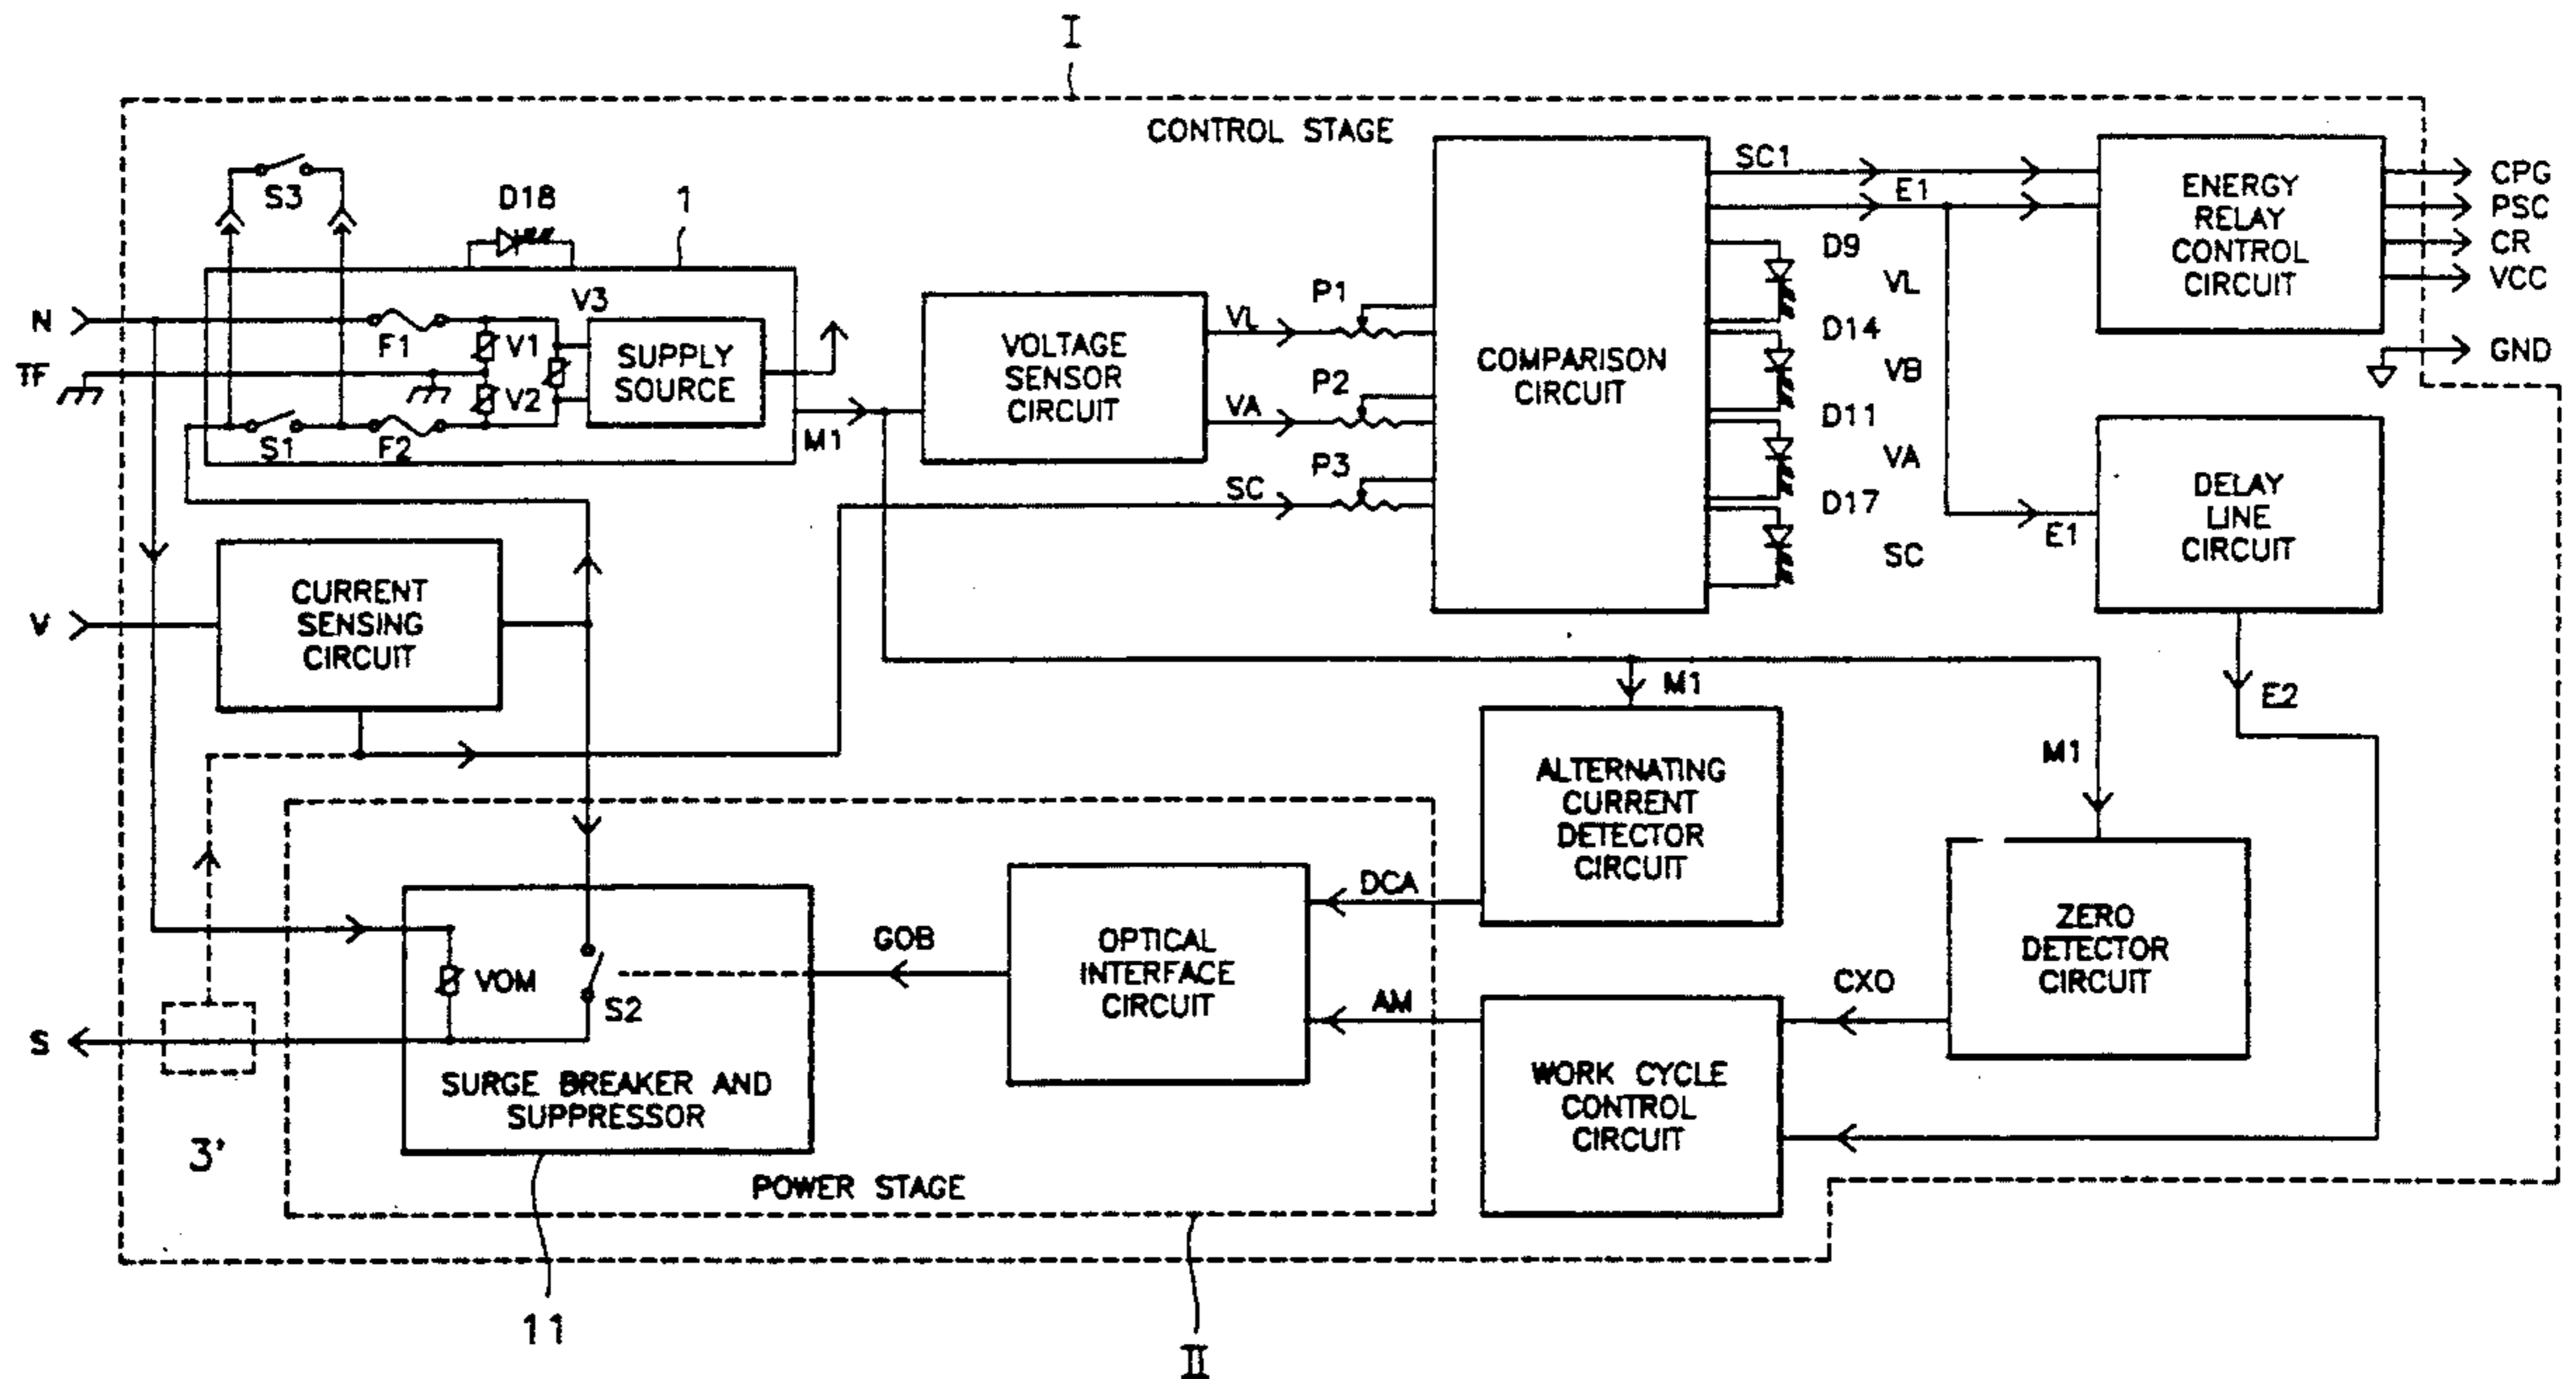 I
CONTROL STAGE
S3
D18
1
N
TF
F1
V1
V2
V3
SUPPLY
SOURCE
S1
F2
M1
VOLTAGE
SENSOR
CIRCUIT
VL
VA
SC
P1
P2
P3
COMPARISON
CIRCUIT
SC1
E1
D9
VL
D14
VB
D11
VA
D17
SC
ENERGY
RELAY
CONTROL
CIRCUIT
CPG
PSC
CR
VCC
GND
DELAY
LINE
CIRCUIT
E1
E2
V
CURRENT
SENSING
CIRCUIT
M1
M1
ALTERNATING
CURRENT
DETECTOR
CIRCUIT
ZERO
DETECTOR
CIRCUIT
DCA
AM
CXO
WORK CYCLE
CONTROL
CIRCUIT
OPTICAL
INTERFACE
CIRCUIT
GOB
VOM
S2
SURGE BREAKER AND
SUPPRESSOR
S
3'
POWER STAGE
11
II